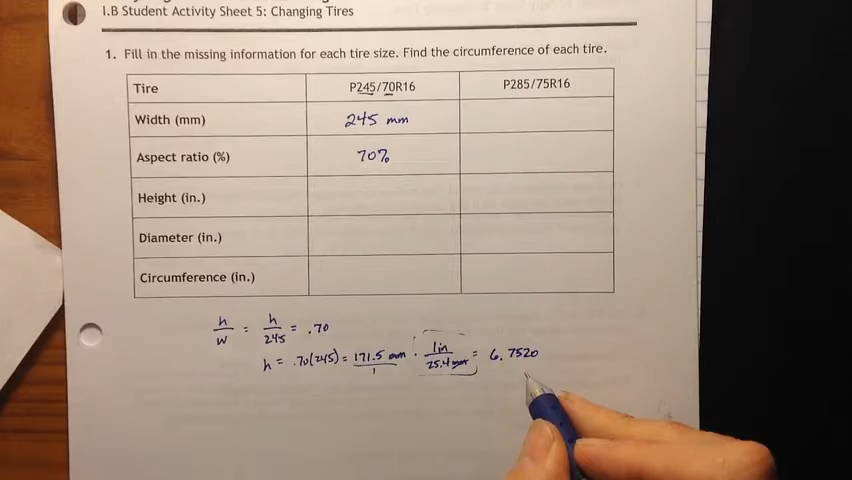 I.B Student Activity Sheet 5: Changing Tires
1. Fill in the missing information for each tire size. Find the circumference of each tire.
Tire P245/70R16 P285/75R16
Width (mm) 245 mm
Aspect ratio (%) 70%
Height (in.)
Diameter (in.)
Circumference (in.)
h/w = h/245 = .70
h = .70(245) = 171.5 mm/1 · 1in/25.4mm = 6.7520